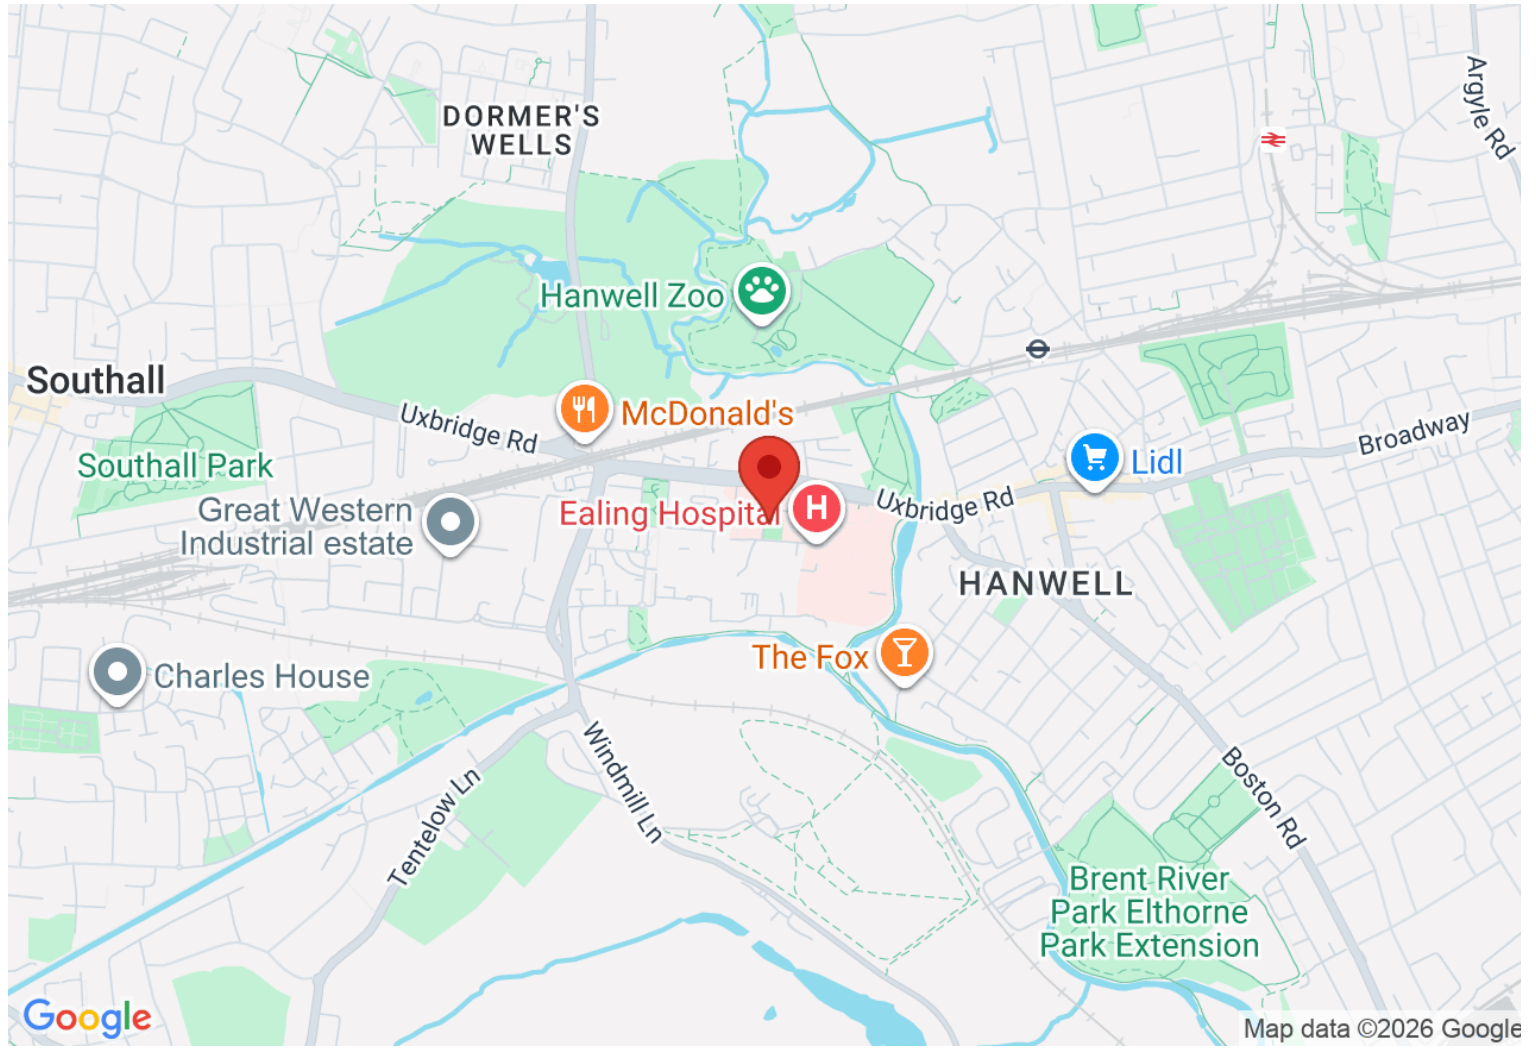 Argyle Rd
DORMER'S
WELLS
Hanwell Zoo
Southall
Uxbridge Rd
McDonald's
Broadway
Southall Park
Lidl
Great Western
Industrial estate
Ealing Hospital
H
Uxbridge Rd
HANWELL
The Fox
Charles House
Windmill Ln
Tentelow Ln
Boston Rd
Brent River
Park Elthorne
Park Extension
Google
Map data ©2026 Google